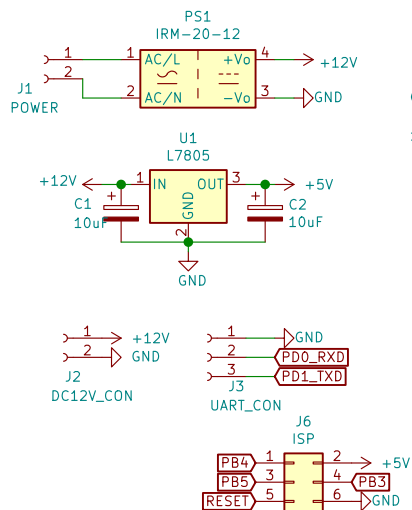 PS1
IRM-20-12
1 1 AC/L +Vo 4 +12V
2 2 AC/N -Vo 3 GND
J1
POWER
U1
L7805
+12V 1 IN OUT 3 +5V
GND
2
C1 + 10uF
C2 + 10uF
GND
1 +12V
2 GND
J2
DC12V_CON
1 GND
2 PD0_RXD
3 PD1_TXD
J3
UART_CON
J6
ISP
PB4 1 2 +5V
PB5 3 4 PB3
RESET 5 6 GND